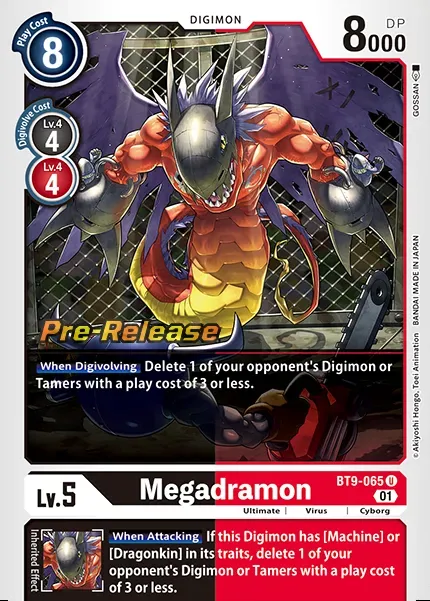 Play Cost
8
DIGIMON
DP
8000
Digivolve Cost
Lv.4
4
Lv.4
4
GOSSAN
© Akiyoshi Hongo, Toei Animation BANDAI MADE IN JAPAN
XI
Pre-Release
When Digivolving Delete 1 of your opponent's Digimon or
Tamers with a play cost of 3 or less.
BT9-065 U
Lv.5
Megadramon
01
Ultimate | Virus | Cyborg
Inherited Effect
When Attacking If this Digimon has [Machine] or
[Dragonkin] in its traits, delete 1 of your
opponent's Digimon or Tamers with a play cost
of 3 or less.